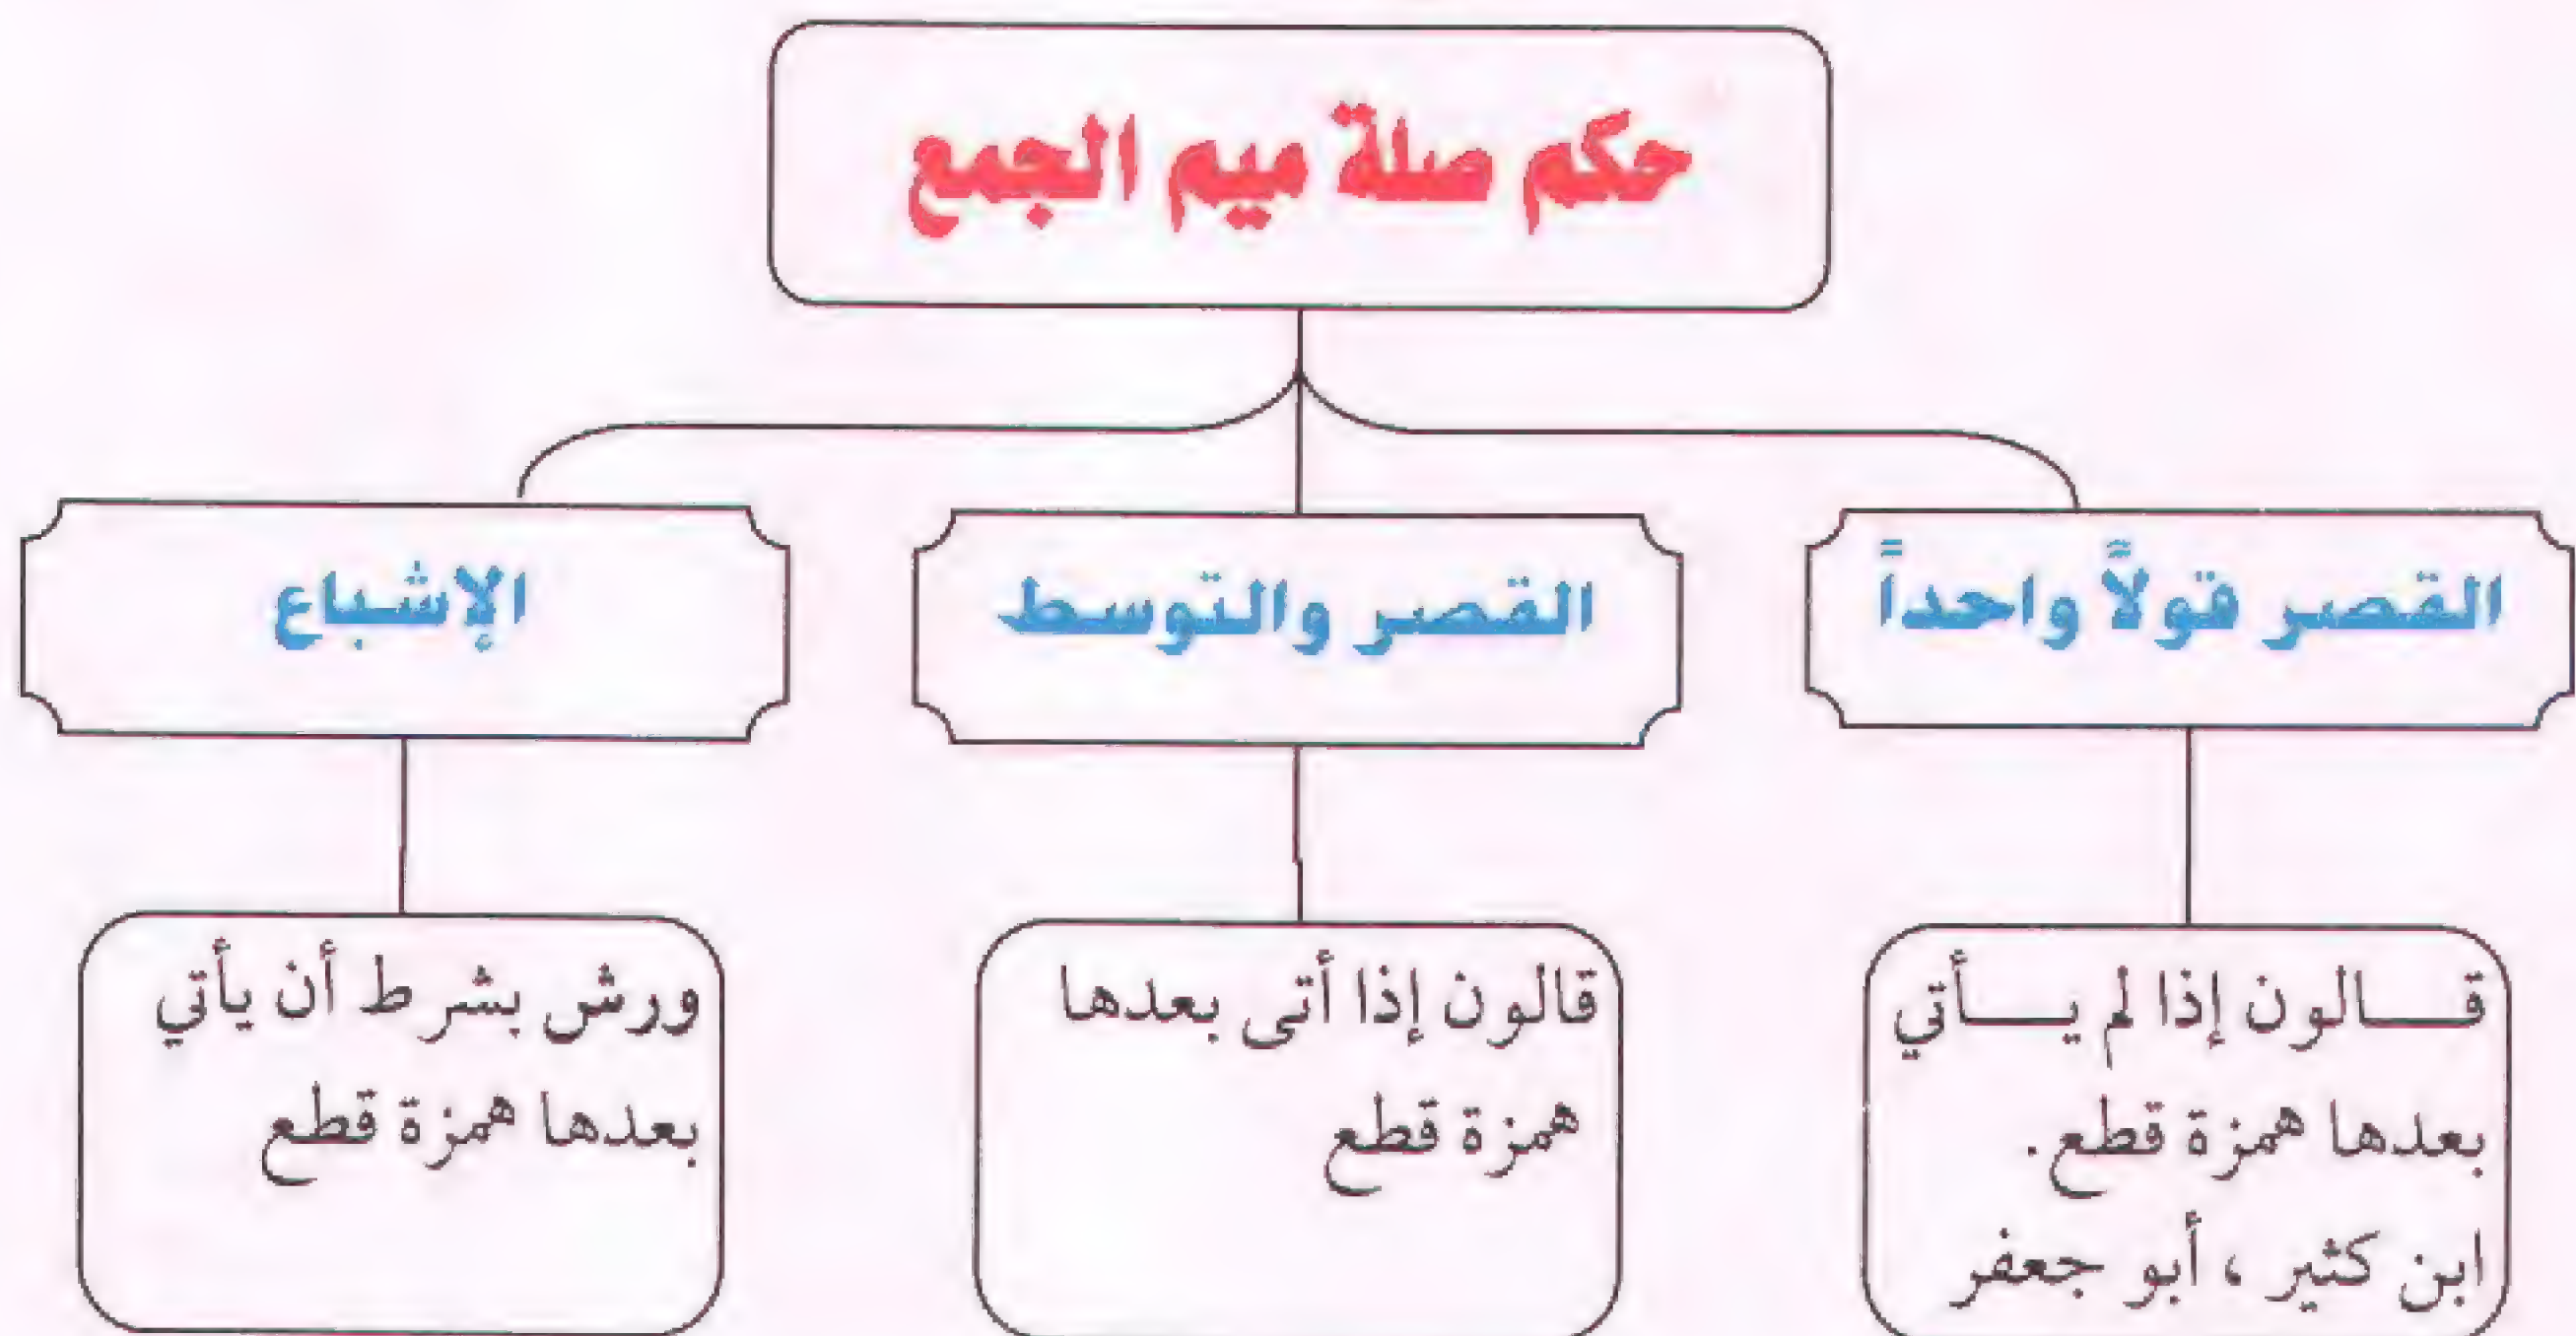 حكم صلة ميم الجمع
القصر قولاً واحداً
القصر والتوسط
الإشباع
قالون إذا لم يأتي
بعدها همزة قطع.
ابن كثير، أبو جعفر
قالون إذا أتى بعدها
همزة قطع
ورش بشرط أن يأتي
بعدها همزة قطع